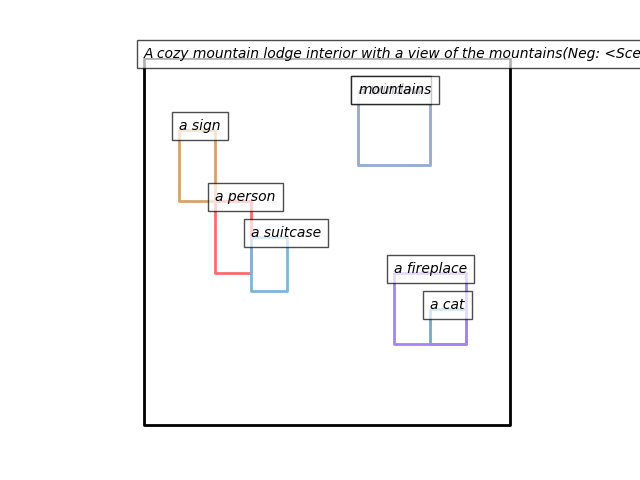 A cozy mountain lodge interior with a view of the mountains(Neg: <Sce
mountains
a sign
a person
a suitcase
a fireplace
a cat